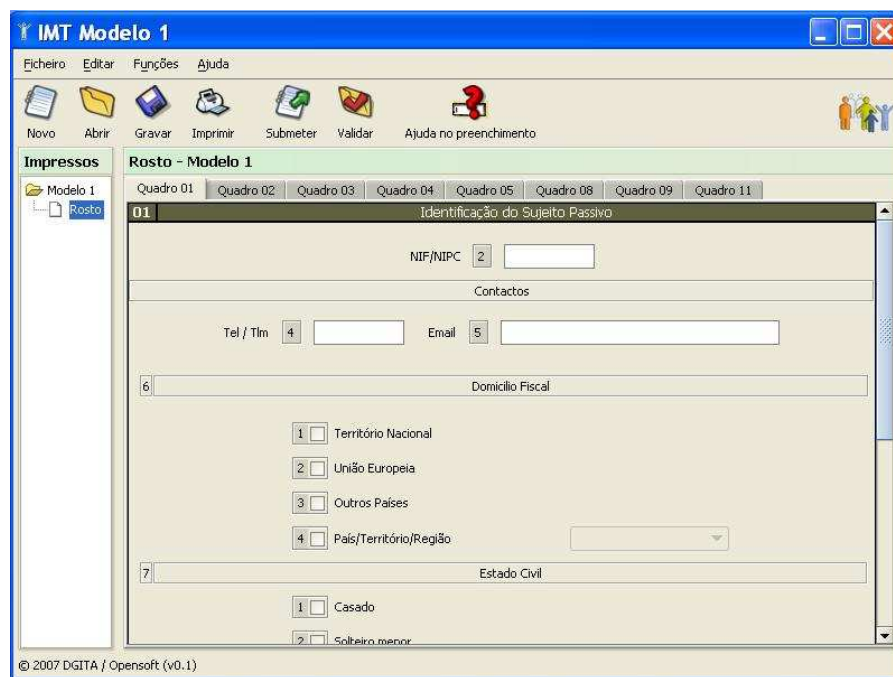 IMT Modelo 1
Ficheiro Editar Funções Ajuda
Novo Abrir Gravar Imprimir Submeter Validar Ajuda no preenchimento
Impressos
Modelo 1
Rosto
Rosto - Modelo 1
Quadro 01 Quadro 02 Quadro 03 Quadro 04 Quadro 05 Quadro 08 Quadro 09 Quadro 11
01 Identificação do Sujeito Passivo
NIF/NIPC 2
Contactos
Tel / Tlm 4 Email 5
6 Domicilio Fiscal
1 Território Nacional
2 União Europeia
3 Outros Países
4 País/Território/Região
7 Estado Civil
1 Casado
2 Solteiro menor
© 2007 DGITA / Opensoft (v0.1)